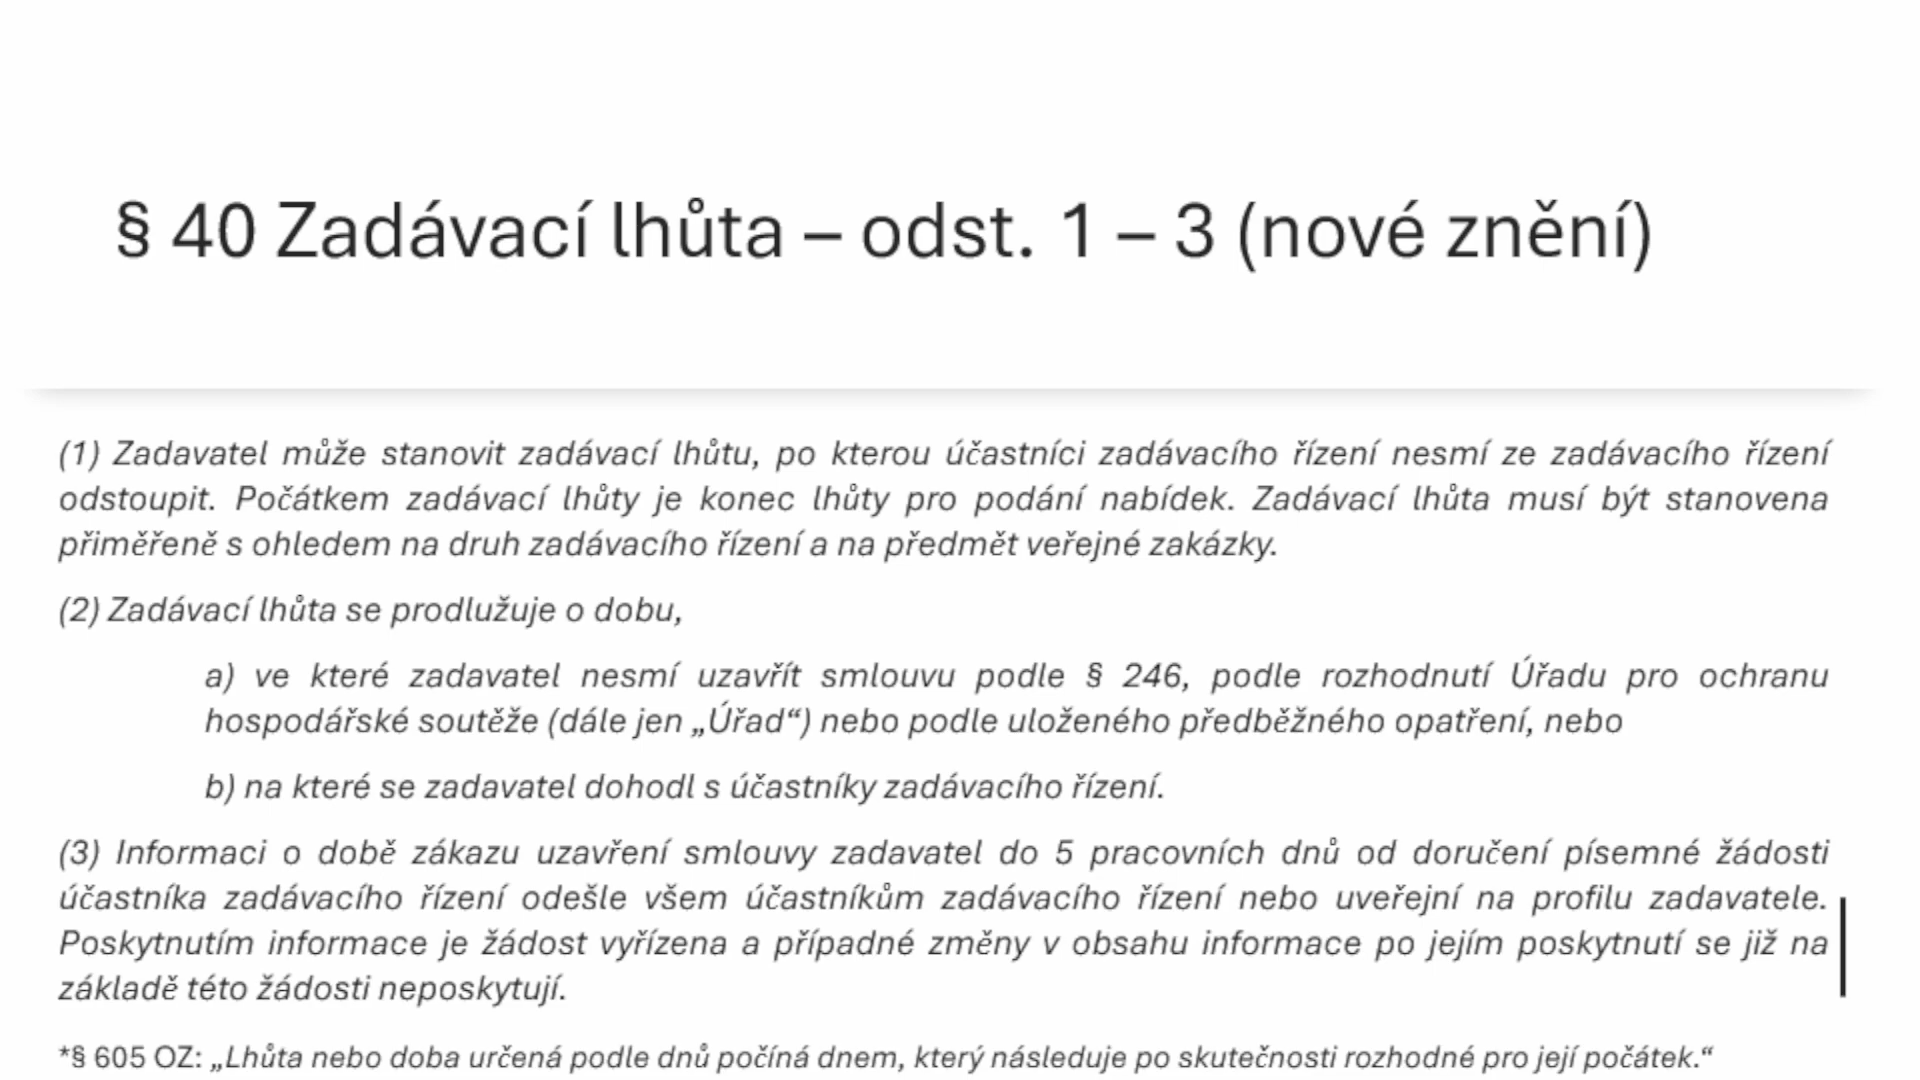 § 40 Zadávací lhůta – odst. 1 – 3 (nové znění)
(1) Zadavatel může stanovit zadávací lhůtu, po kterou účastníci zadávacího řízení nesmí ze zadávacího řízení
odstoupit. Počátkem zadávací lhůty je konec lhůty pro podání nabídek. Zadávací lhůta musí být stanovena
přiměřeně s ohledem na druh zadávacího řízení a na předmět veřejné zakázky.
(2) Zadávací lhůta se prodlužuje o dobu,
a) ve které zadavatel nesmí uzavřít smlouvu podle § 246, podle rozhodnutí Úřadu pro ochranu
hospodářské soutěže (dále jen „Úřad“) nebo podle uloženého předběžného opatření, nebo
b) na které se zadavatel dohodl s účastníky zadávacího řízení.
(3) Informaci o době zákazu uzavření smlouvy zadavatel do 5 pracovních dnů od doručení písemné žádosti
účastníka zadávacího řízení odešle všem účastníkům zadávacího řízení nebo uveřejní na profilu zadavatele.
Poskytnutím informace je žádost vyřízena a případné změny v obsahu informace po jejím poskytnutí se již na
základě této žádosti neposkytují.
*§ 605 OZ: „Lhůta nebo doba určená podle dnů počíná dnem, který následuje po skutečnosti rozhodné pro její počátek.“